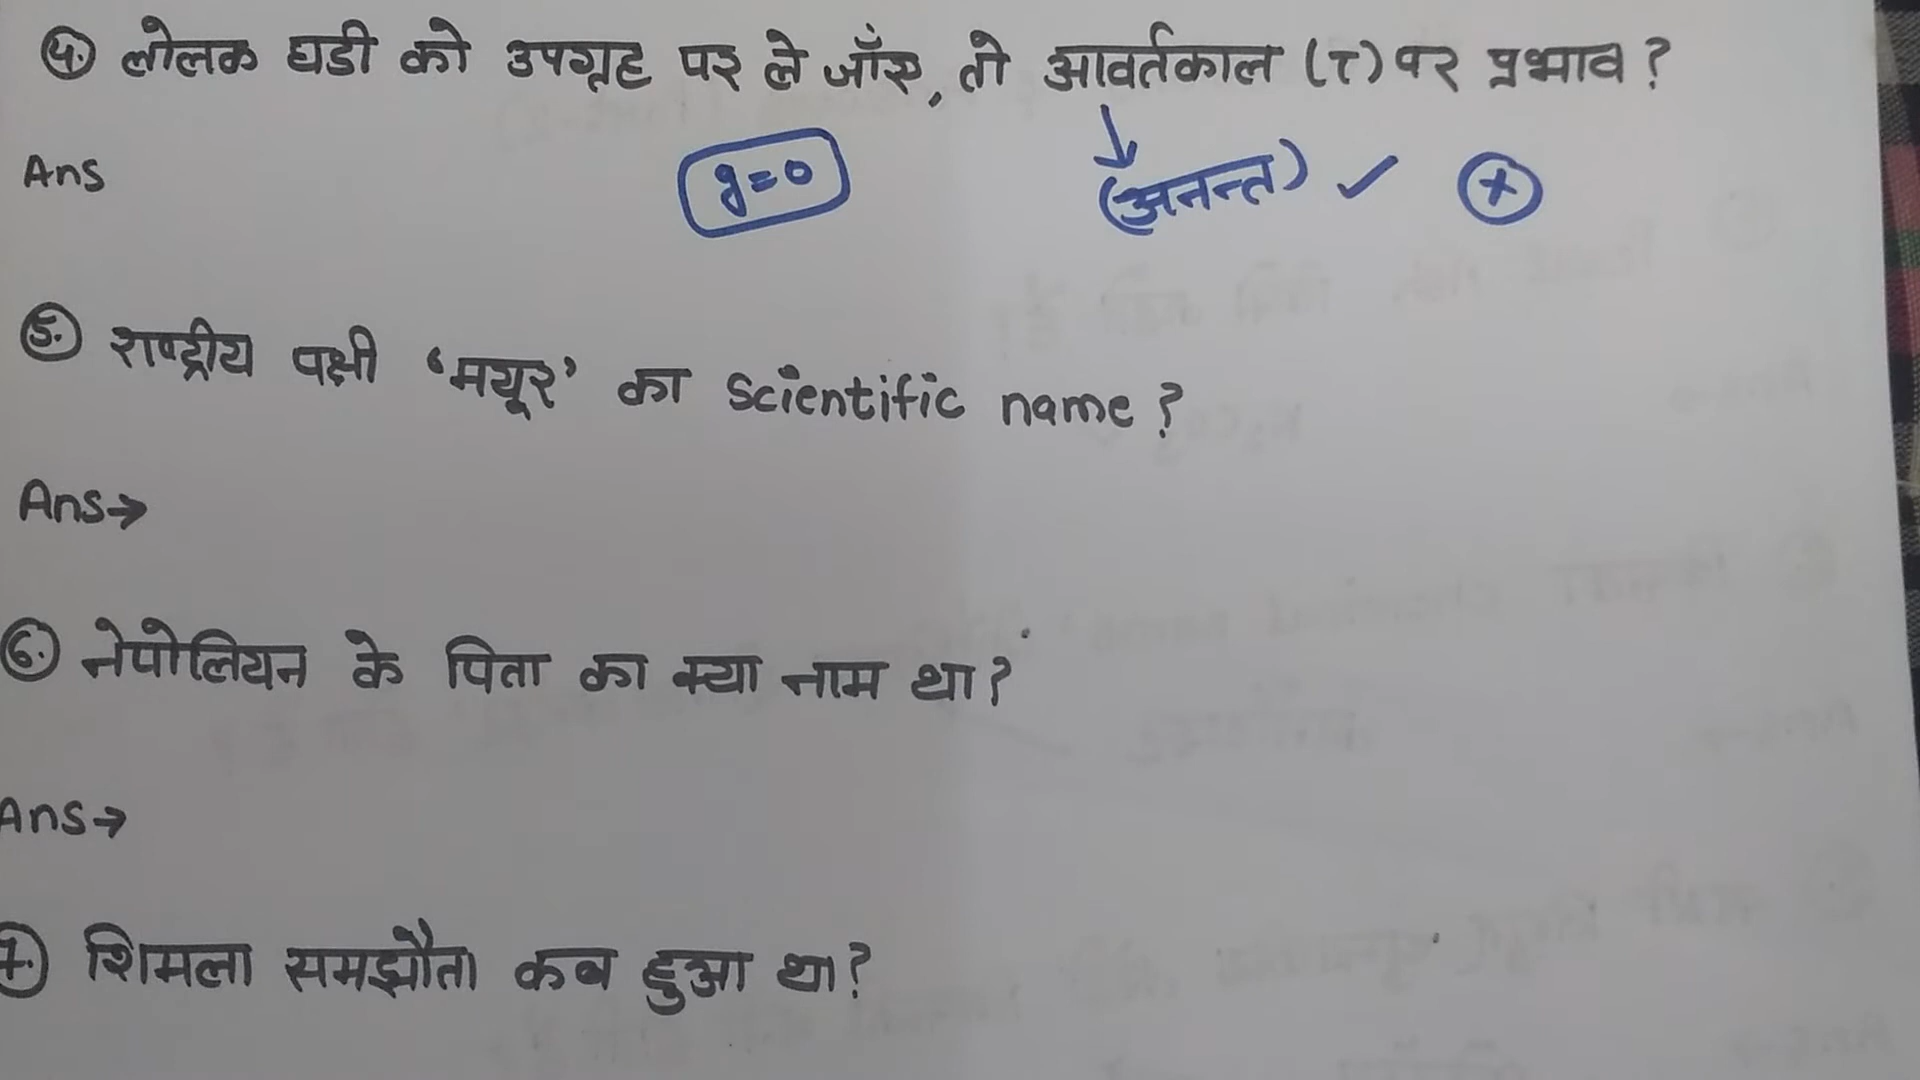 4. लोलक घडी को उपग्रह पर ले जाँए, तो आवर्तकाल (T) पर प्रभाव ?
Ans g=0 (अनन्त) ✓ +
5. राष्ट्रीय पक्षी ‘मयूर’ का Scientific name ?
Ans→
6. नेपोलियन के पिता का क्या नाम था?
Ans→
7. शिमला समझौता कब हुआ था?